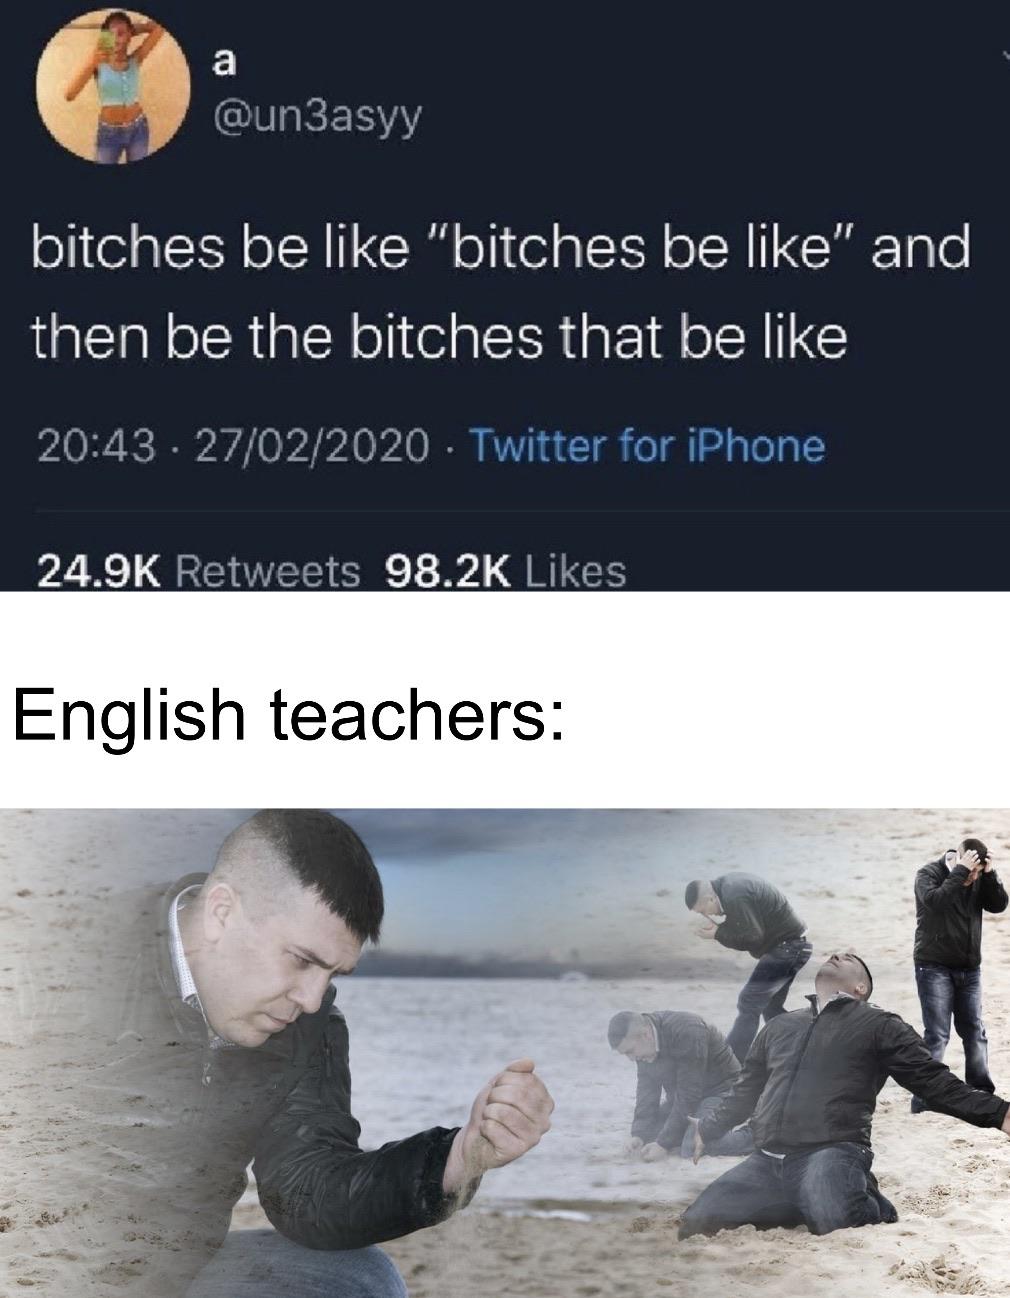 a
@un3asyy
bitches be like “bitches be like” and
then be the bitches that be like
20:43 · 27/02/2020 · Twitter for iPhone
24.9K Retweets 98.2K Likes
English teachers: